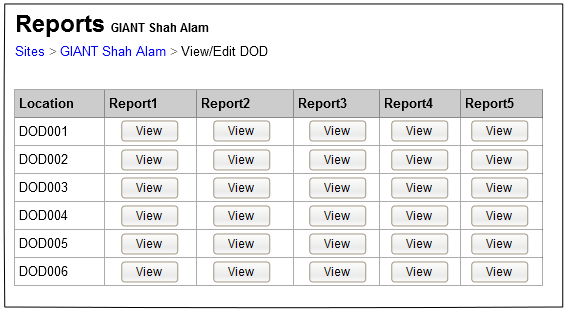 Reports GIANT Shah Alam
Sites > GIANT Shah Alam > View/Edit DOD
Location Report1 Report2 Report3 Report4 Report5
DOD001 View View View View View
DOD002 View View View View View
DOD003 View View View View View
DOD004 View View View View View
DOD005 View View View View View
DOD006 View View View View View